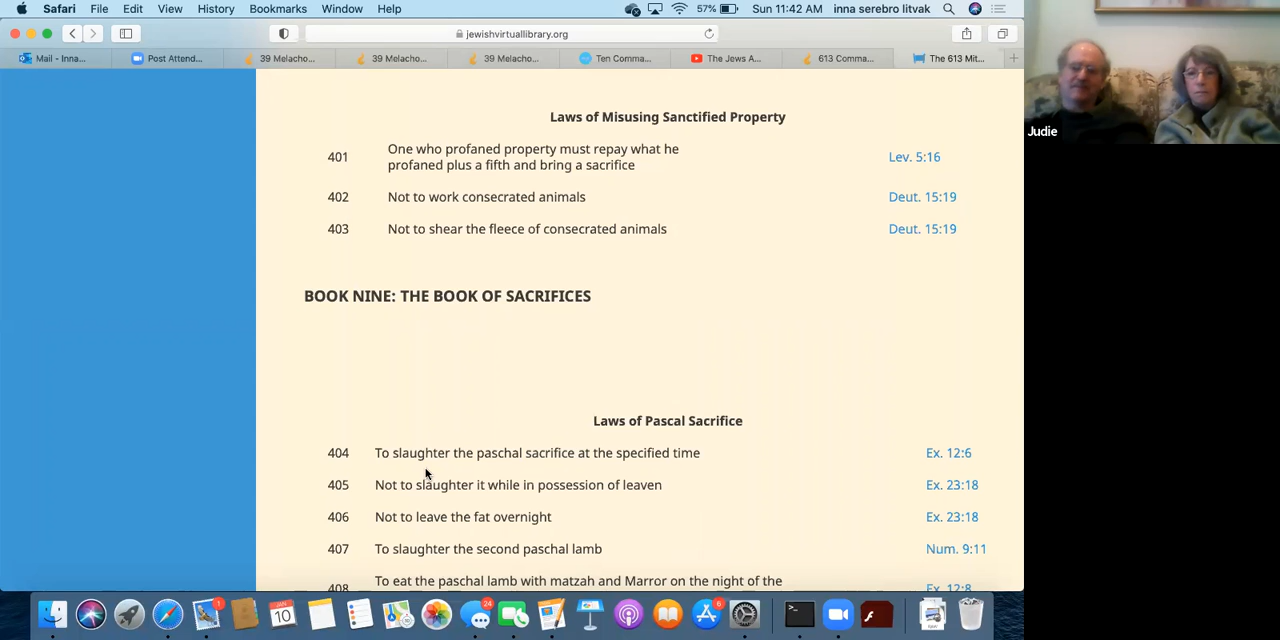 Safari File Edit View History Bookmarks Window Help 57% Sun 11:42 AM inna serebro litvak
jewishvirtuallibrary.org
Mail - Inna... Post Attend... 39 Melacho... 39 Melacho... 39 Melacho... Ten Comma... The Jews A... 613 Comma... The 613 Mit...
Judie
Laws of Misusing Sanctified Property
401 One who profaned property must repay what he Lev. 5:16
profaned plus a fifth and bring a sacrifice
402 Not to work consecrated animals Deut. 15:19
403 Not to shear the fleece of consecrated animals Deut. 15:19
BOOK NINE: THE BOOK OF SACRIFICES
Laws of Pascal Sacrifice
404 To slaughter the paschal sacrifice at the specified time Ex. 12:6
405 Not to slaughter it while in possession of leaven Ex. 23:18
406 Not to leave the fat overnight Ex. 23:18
407 To slaughter the second paschal lamb Num. 9:11
408 To eat the paschal lamb with matzah and Marror on the night of the Ex. 12:8
1 JAN 10 24 6